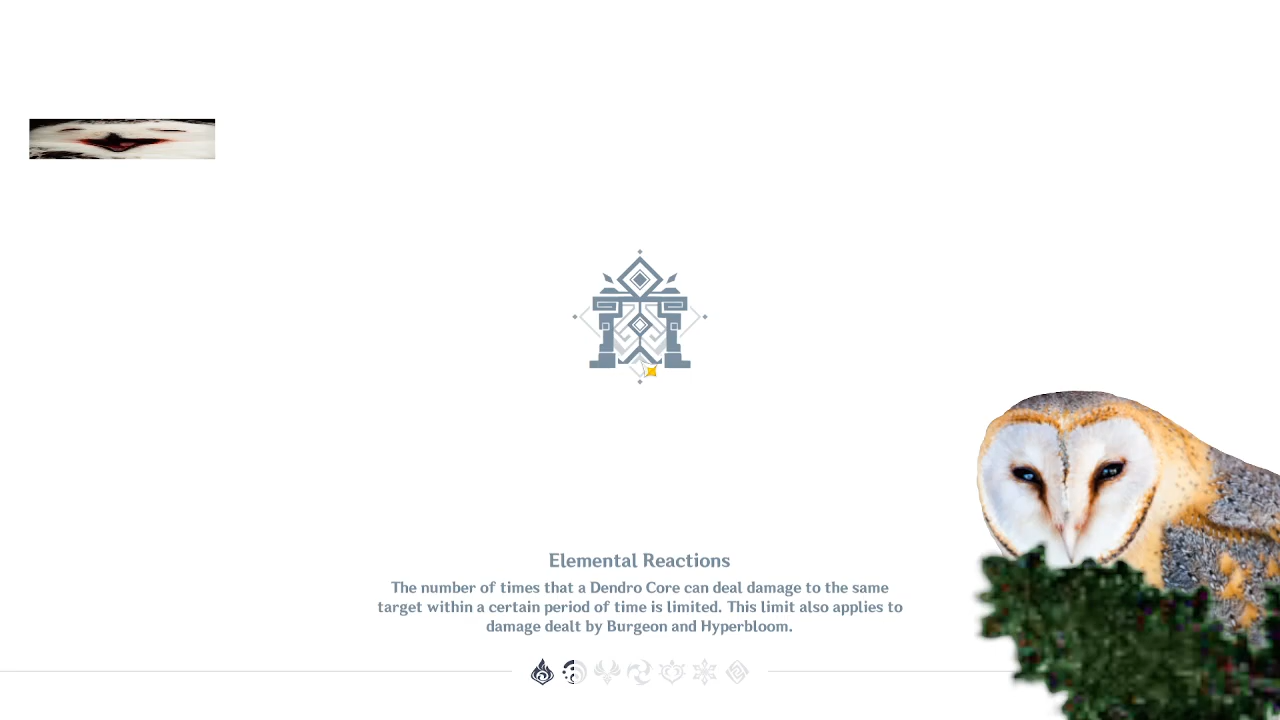 Elemental Reactions
The number of times that a Dendro Core can deal damage to the same
target within a certain period of time is limited. This limit also applies to
damage dealt by Burgeon and Hyperbloom.